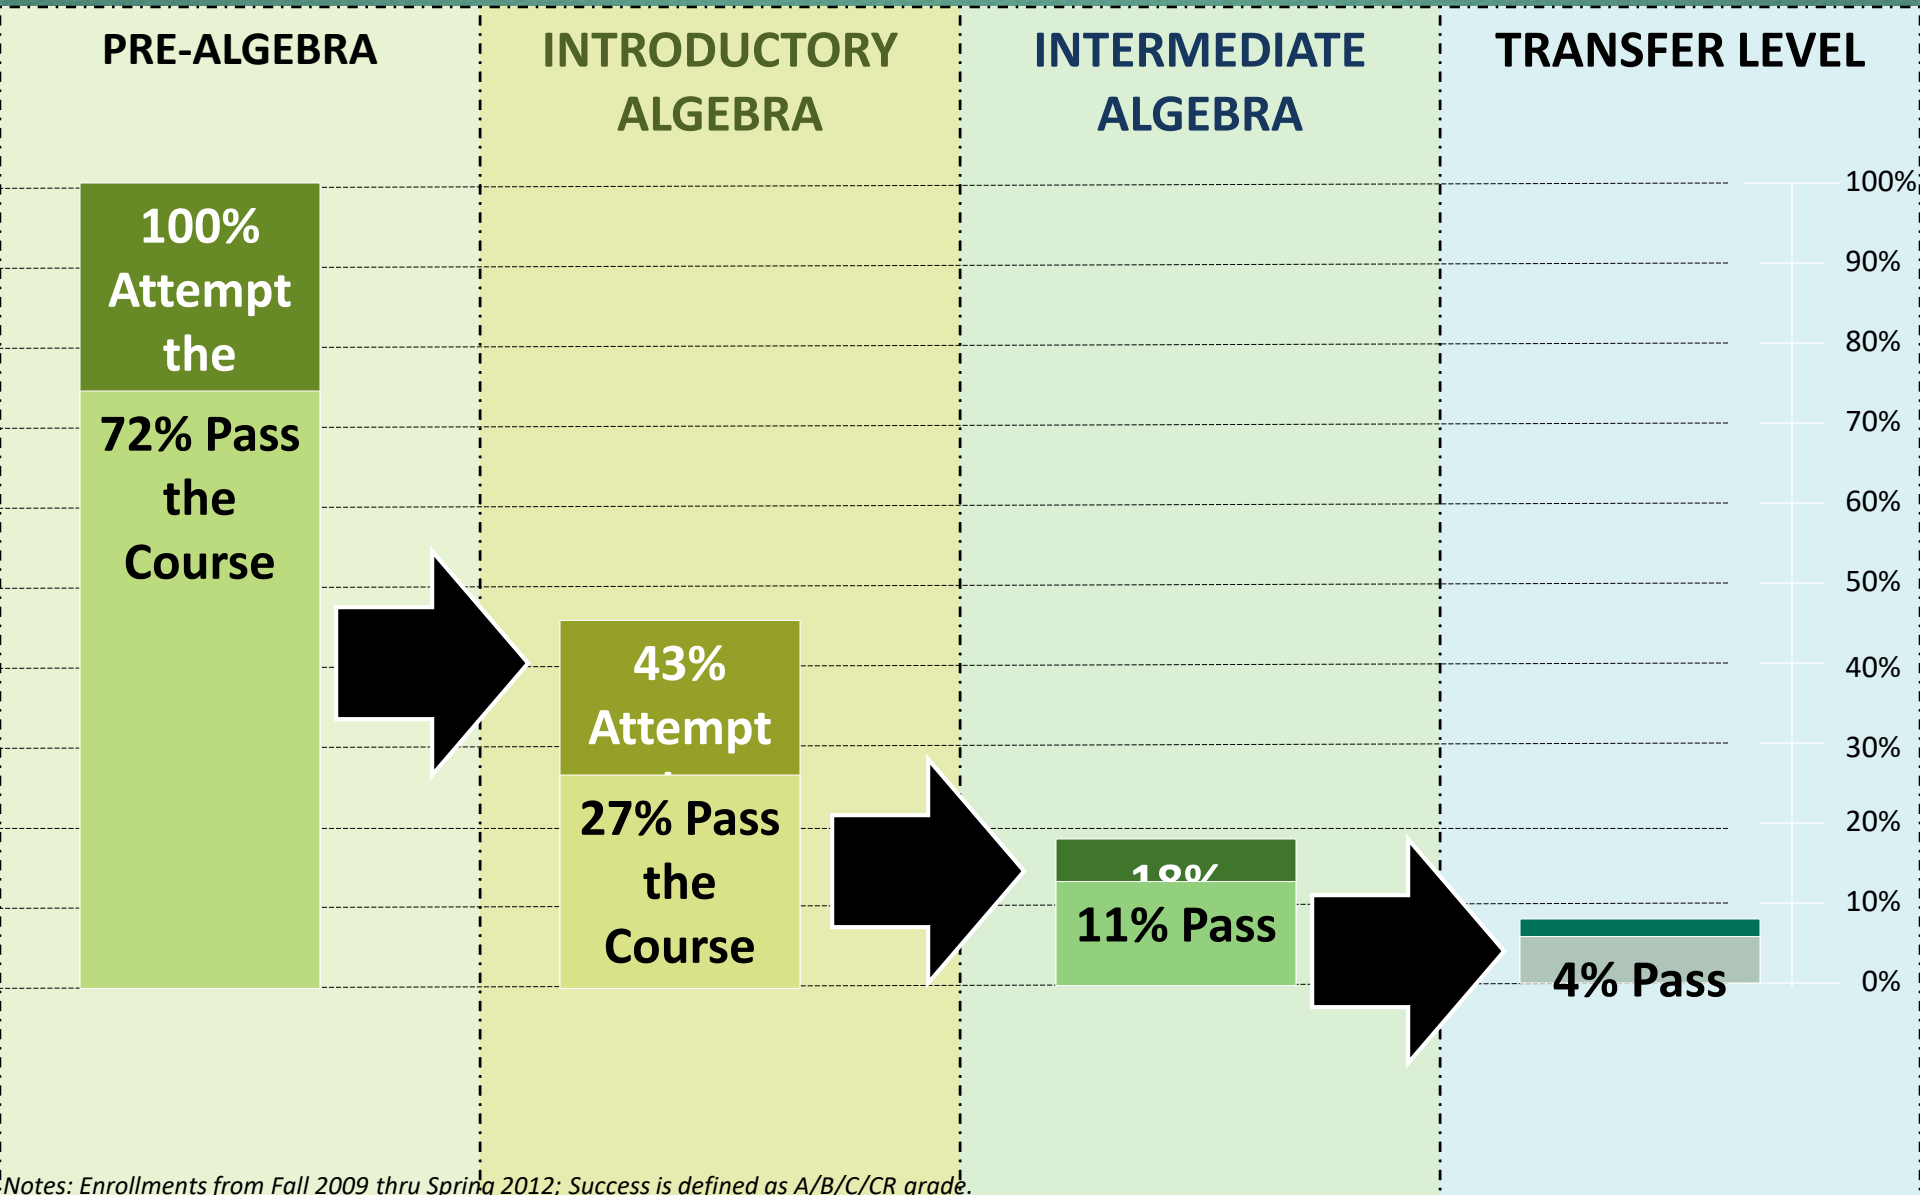 PRE-ALGEBRA
INTRODUCTORY
ALGEBRA
INTERMEDIATE
ALGEBRA
TRANSFER LEVEL
100%
Attempt
the
72% Pass
the
Course
43%
Attempt
27% Pass
the
Course
18%
11% Pass
4% Pass
100%
90%
80%
70%
60%
50%
40%
30%
20%
10%
0%
Notes: Enrollments from Fall 2009 thru Spring 2012; Success is defined as A/B/C/CR grade.